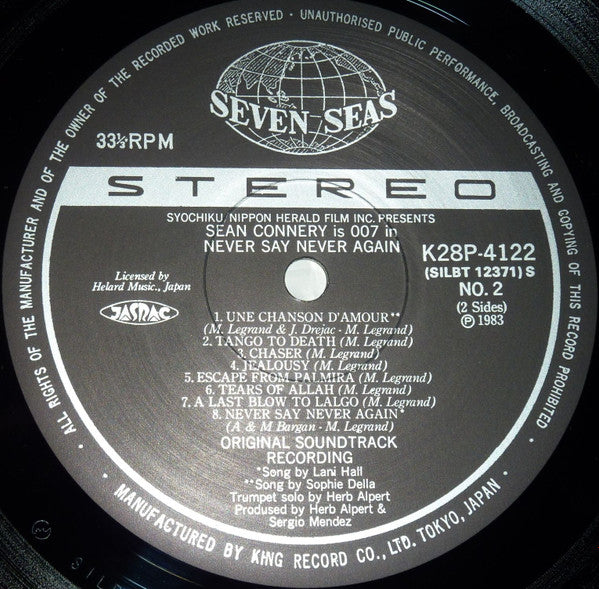 ALL RIGHTS OF THE MANUFACTURER AND OF THE OWNER OF THE RECORDED WORK RESERVED · UNAUTHORISED PUBLIC PERFORMANCE, BROADCASTING AND COPYING OF THIS RECORD PROHIBITED
SEVEN SEAS
33⅓RPM
STEREO
SYOCHIKU/NIPPON HERALD FILM INC. PRESENTS
SEAN CONNERY is 007 in
NEVER SAY NEVER AGAIN
K28P-4122
(SILBT 12371) S
NO. 2
(2 Sides)
Ⓟ 1983
Licensed by
Helard Music., Japan
JASRAC
1. UNE CHANSON D'AMOUR**
(M. Legrand & J. Drejac - M. Legrand)
2. TANGO TO DEATH (M. Legrand)
3. CHASER (M. Legrand)
4. JEALOUSY (M. Legrand)
5. ESCAPE FROM PALMIRA (M. Legrand)
6. TEARS OF ALLAH (M. Legrand)
7. A LAST BLOW TO LALGO (M. Legrand)
8. NEVER SAY NEVER AGAIN*
(A & M Bargan - M. Legrand)
ORIGINAL SOUNDTRACK
RECORDING
*Song by Lani Hall
**Song by Sophie Della
Trumpet solo by Herb Alpert
Prodused by Herb Alpert &
Sergio Mendez
· MANUFACTURED BY KING RECORD CO., LTD. TOKYO, JAPAN ·